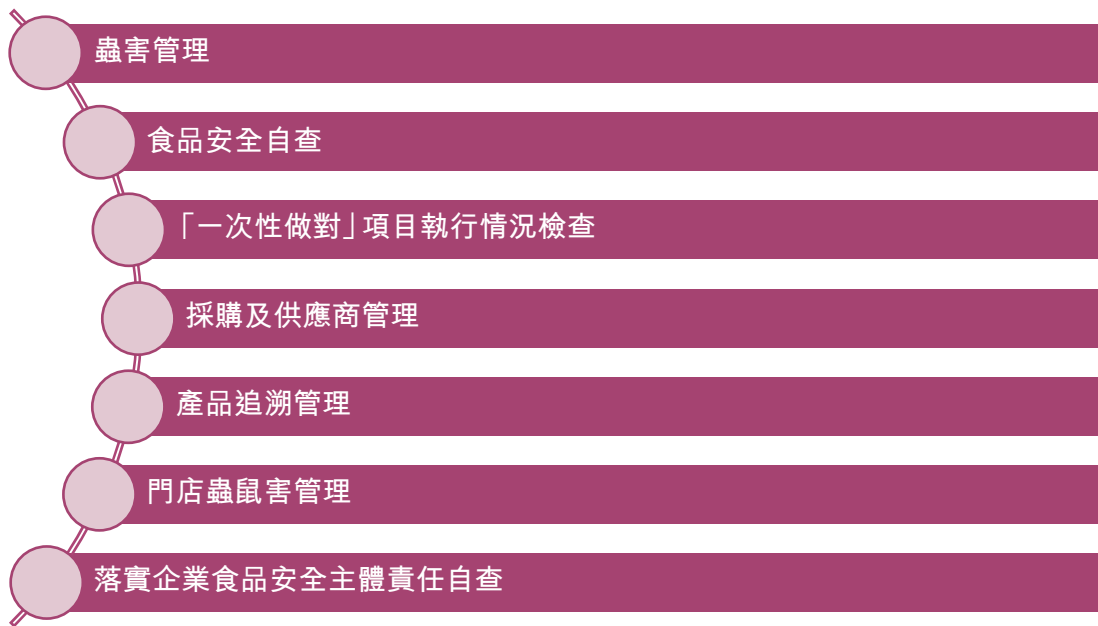 蟲害管理
食品安全自查
「一次性做對」項目執行情況檢查
採購及供應商管理
產品追溯管理
門店蟲鼠害管理
落實企業食品安全主體責任自查